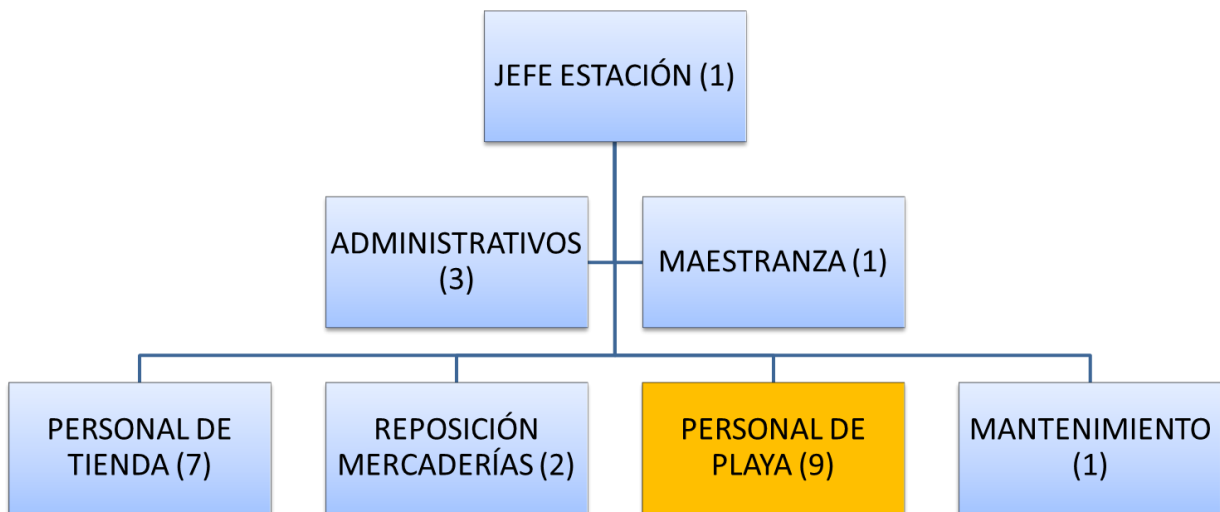 JEFE ESTACIÓN (1)
ADMINISTRATIVOS
(3)
MAESTRANZA (1)
PERSONAL DE
TIENDA (7)
REPOSICIÓN
MERCADERÍAS (2)
PERSONAL DE
PLAYA (9)
MANTENIMIENTO
(1)